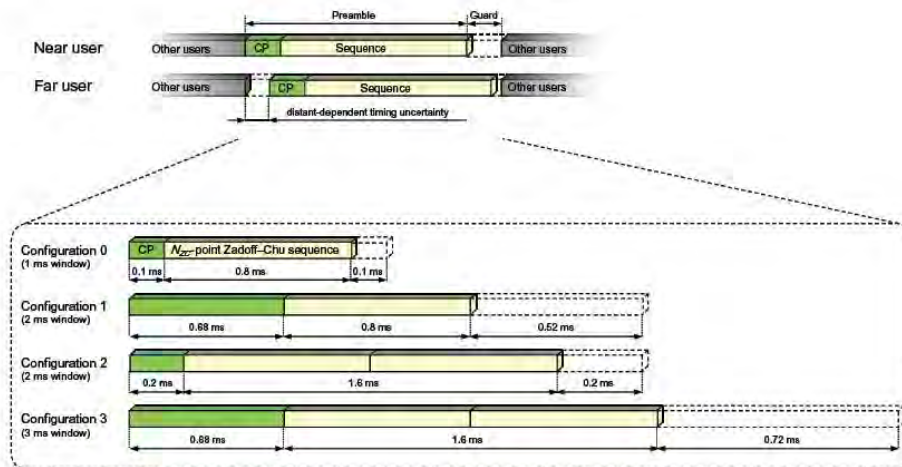 Preamble Guard
Near user Other users CP Sequence Other users
Far user Other users CP Sequence Other users
distant-dependent timing uncertainty
Configuration 0
(1 ms window)
CP N_ZC-point Zadoff–Chu sequence
0.1 ms 0.8 ms 0.1 ms
Configuration 1
(2 ms window)
0.68 ms 0.8 ms 0.52 ms
Configuration 2
(2 ms window)
0.2 ms 1.6 ms 0.2 ms
Configuration 3
(3 ms window)
0.68 ms 1.6 ms 0.72 ms